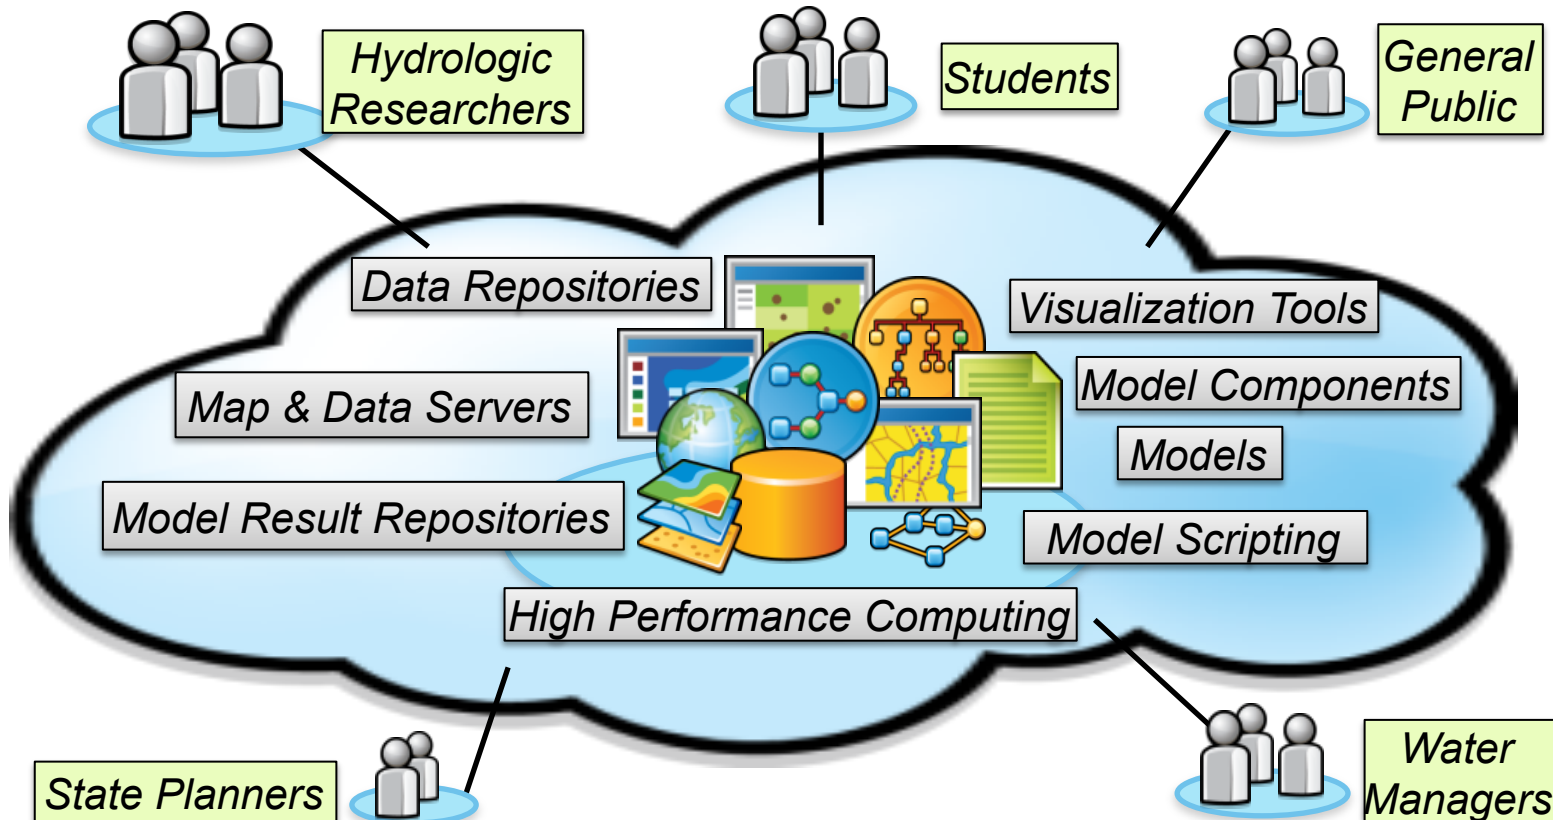 Hydrologic
Researchers
Students
General
Public
Data Repositories
Visualization Tools
Map & Data Servers
Model Components
Models
Model Result Repositories
Model Scripting
High Performance Computing
State Planners
Water
Managers